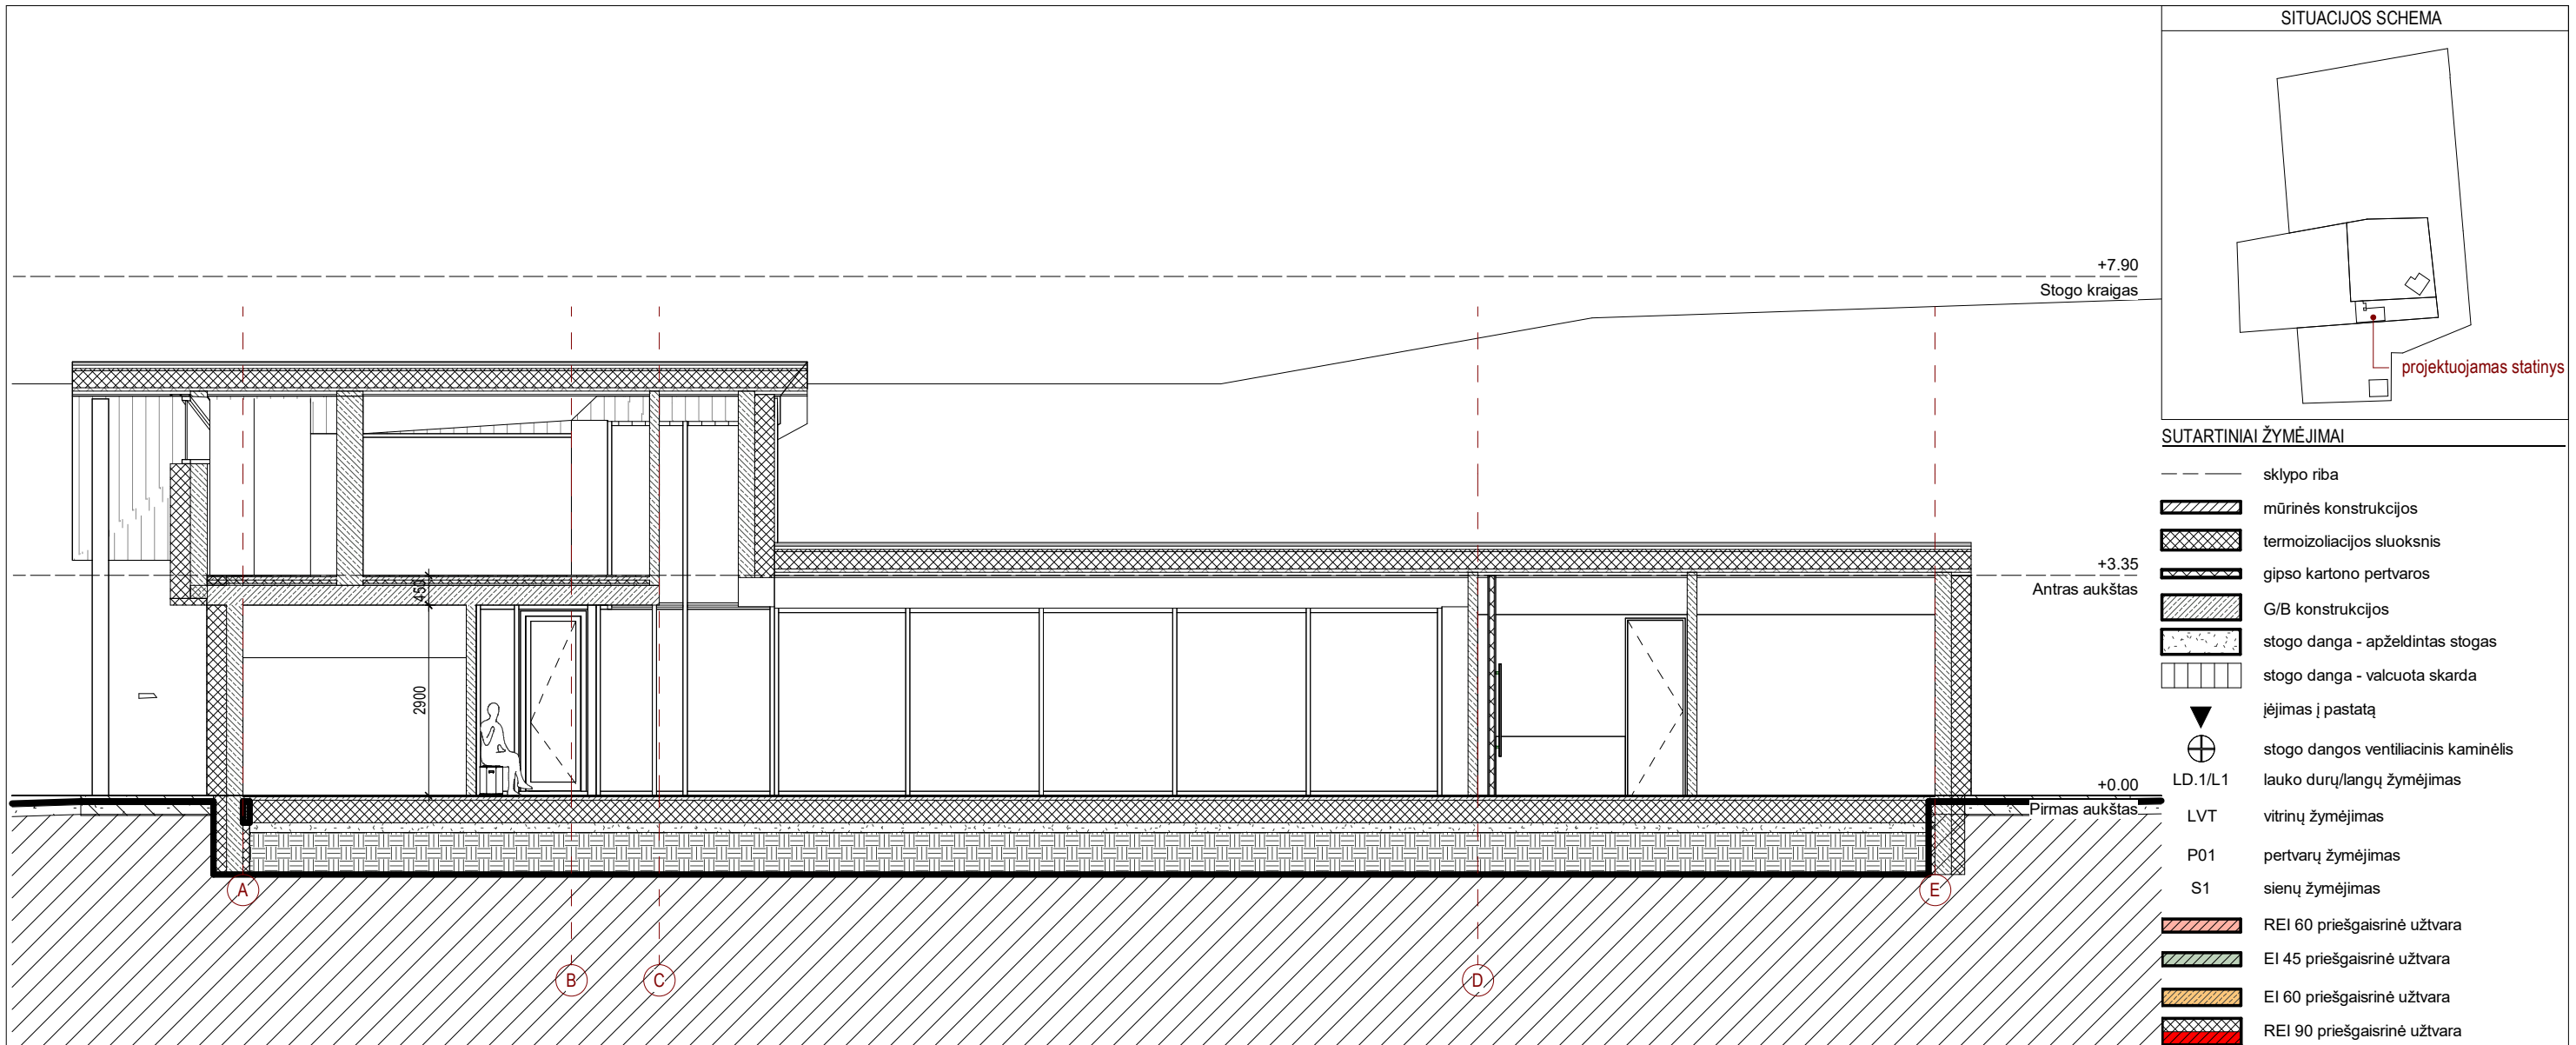 SITUACIJOS SCHEMA
projektuojamas statinys
+7.90
Stogo kraigas
+3.35
Antras aukštas
+0.00
Pirmas aukštas
450
2900
A
B
C
D
E
SUTARTINIAI ŽYMĖJIMAI
sklypo riba
mūrinės konstrukcijos
termoizoliacijos sluoksnis
gipso kartono pertvaros
G/B konstrukcijos
stogo danga - apželdintas stogas
stogo danga - valcuota skarda
įėjimas į pastatą
stogo dangos ventiliacinis kaminėlis
LD.1/L1 lauko durų/langų žymėjimas
LVT vitrinų žymėjimas
P01 pertvarų žymėjimas
S1 sienų žymėjimas
REI 60 priešgaisrinė užtvara
EI 45 priešgaisrinė užtvara
EI 60 priešgaisrinė užtvara
REI 90 priešgaisrinė užtvara